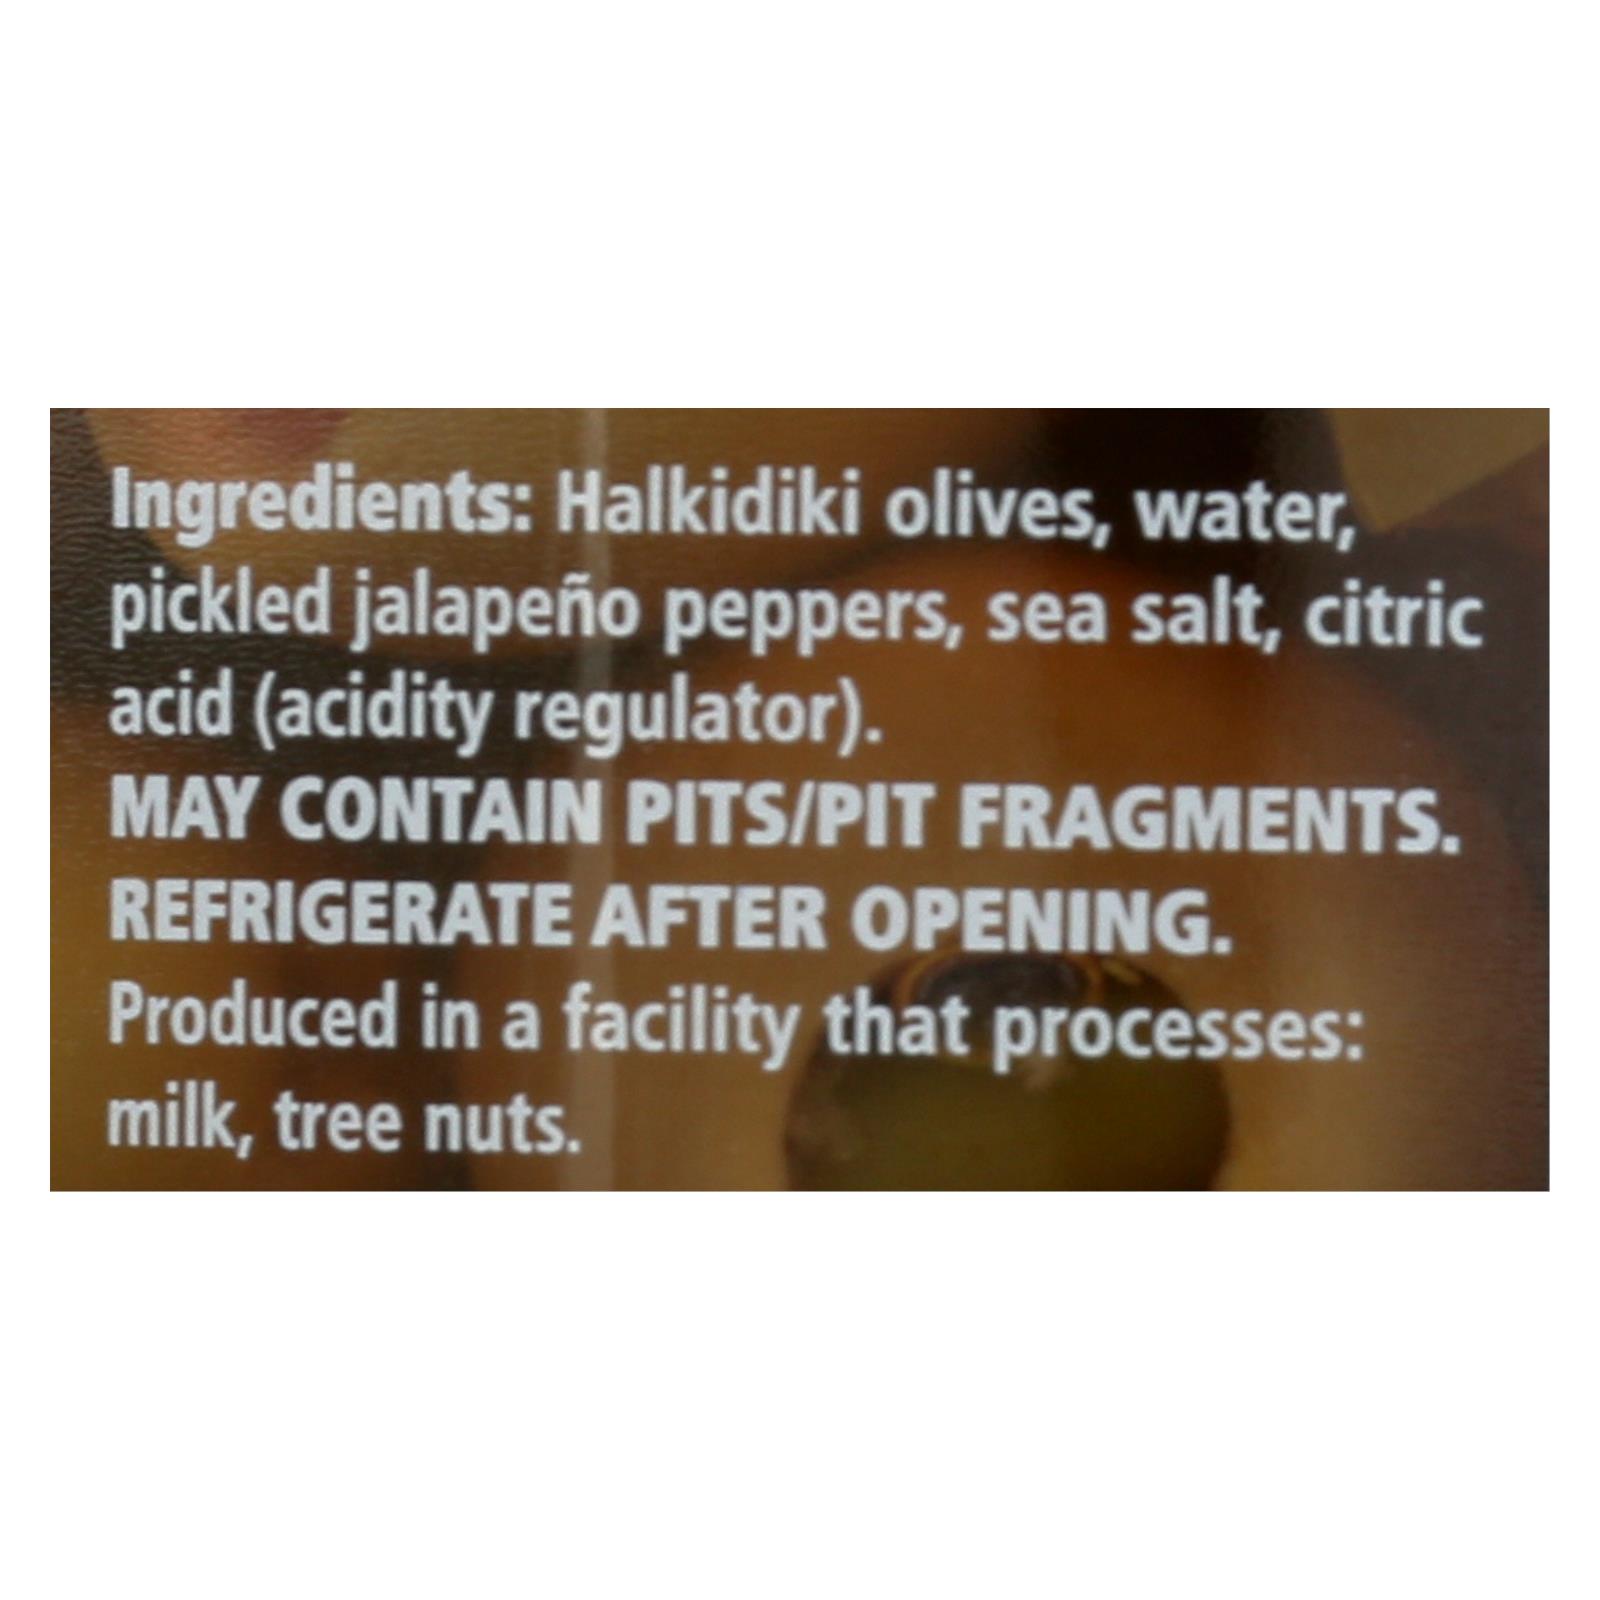 Ingredients: Halkidiki olives, water,
pickled jalapeño peppers, sea salt, citric
acid (acidity regulator).
MAY CONTAIN PITS/PIT FRAGMENTS.
REFRIGERATE AFTER OPENING.
Produced in a facility that processes:
milk, tree nuts.